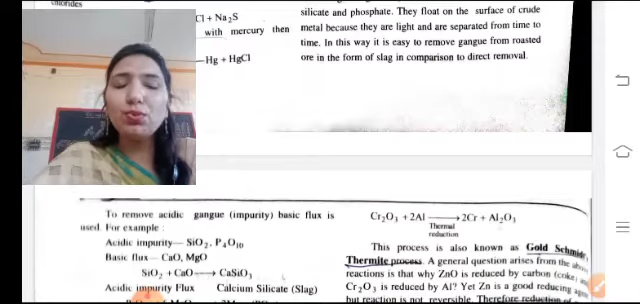 chlorides
Cl + Na₂S
with mercury then
Hg + HgCl
silicate and phosphate. They float on the surface of crude
metal because they are light and are separated from time to
time. In this way it is easy to remove gangue from roasted
ore in the form of slag in comparison to direct removal.
To remove acidic gangue (impurity) basic flux is
used. For example :
Acidic impurity— SiO₂, P₄O₁₀
Basic flux— CaO, MgO
SiO₂ + CaO ⟶ CaSiO₃
Acidic impurity Flux Calcium Silicate (Slag)
Cr₂O₃ + 2Al ⟶ 2Cr + Al₂O₃
Thermal
reduction
This process is also known as Gold Schmidt
Thermite process. A general question arises from the above
reactions is that why ZnO is reduced by carbon (coke)
Cr₂O₃ is reduced by Al? Yet Zn is a good reducing
but reaction is not reversible. Therefore reduction of